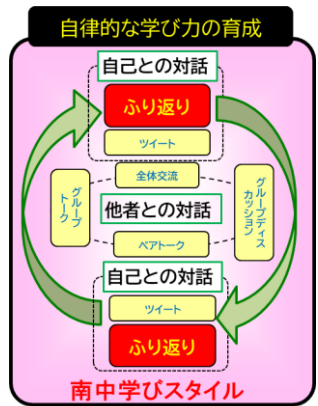 自律的な学び力の育成
自己との対話
ふり返り
ツイート
全体交流
グループ
トーク
グループディス
カッション
他者との対話
ペアトーク
自己との対話
ツイート
ふり返り
南中学びスタイル